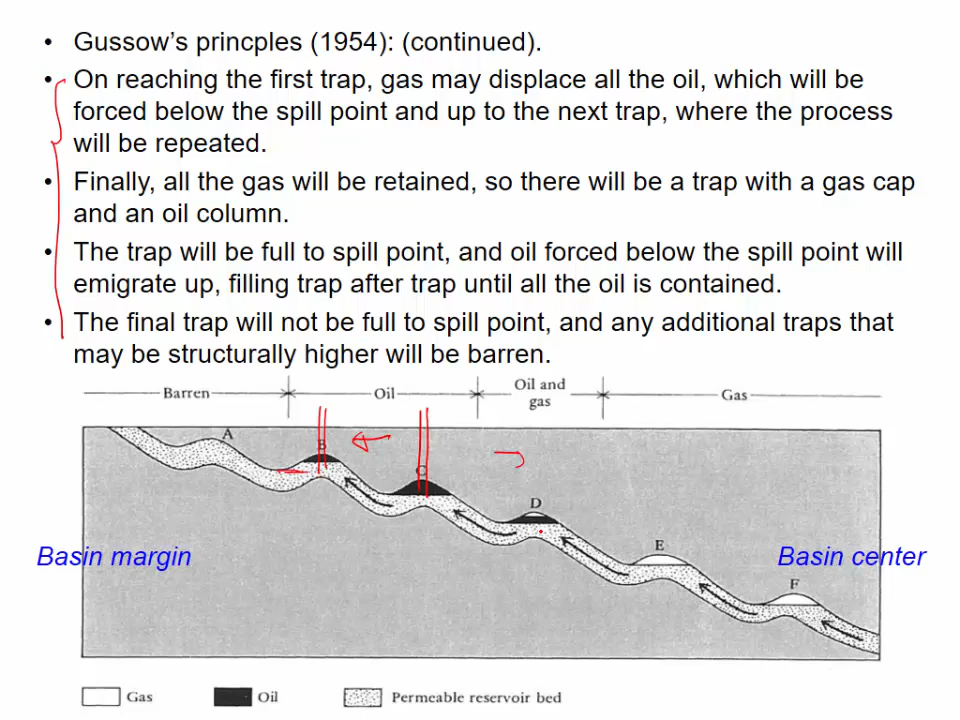 • Gussow's princples (1954): (continued).
• On reaching the first trap, gas may displace all the oil, which will be
forced below the spill point and up to the next trap, where the process
will be repeated.
• Finally, all the gas will be retained, so there will be a trap with a gas cap
and an oil column.
• The trap will be full to spill point, and oil forced below the spill point will
emigrate up, filling trap after trap until all the oil is contained.
• The final trap will not be full to spill point, and any additional traps that
may be structurally higher will be barren.
Barren
Oil
Oil and
gas
Gas
A
B
C
D
E
F
Basin margin
Basin center
Gas
Oil
Permeable reservoir bed